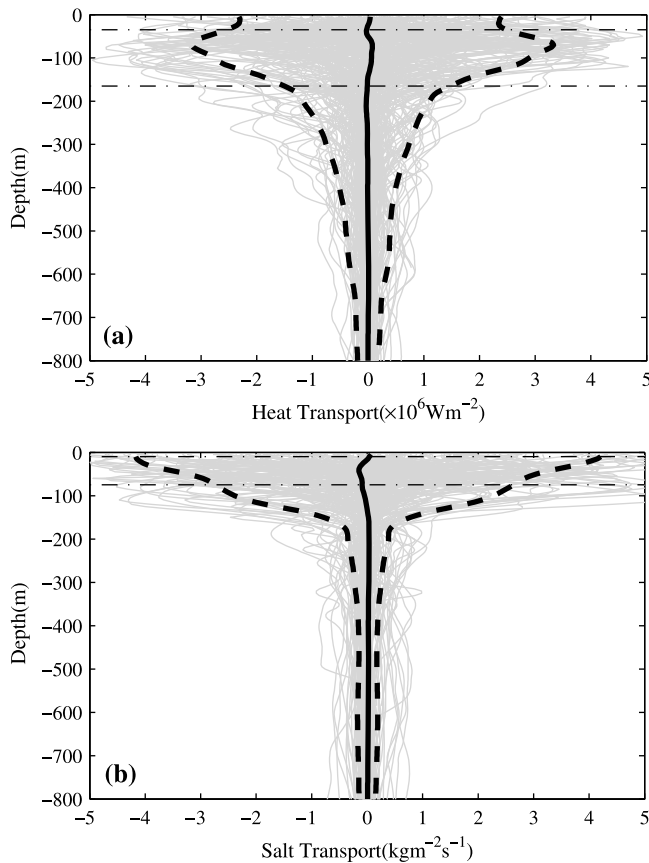 0
−100
−200
−300
−400
−500
−600
−700
−800
Depth(m)
(a)
−5 −4 −3 −2 −1 0 1 2 3 4 5
Heat Transport(×10⁶Wm⁻²)
0
−100
−200
−300
−400
−500
−600
−700
−800
Depth(m)
(b)
−5 −4 −3 −2 −1 0 1 2 3 4 5
Salt Transport(kgm⁻²s⁻¹)